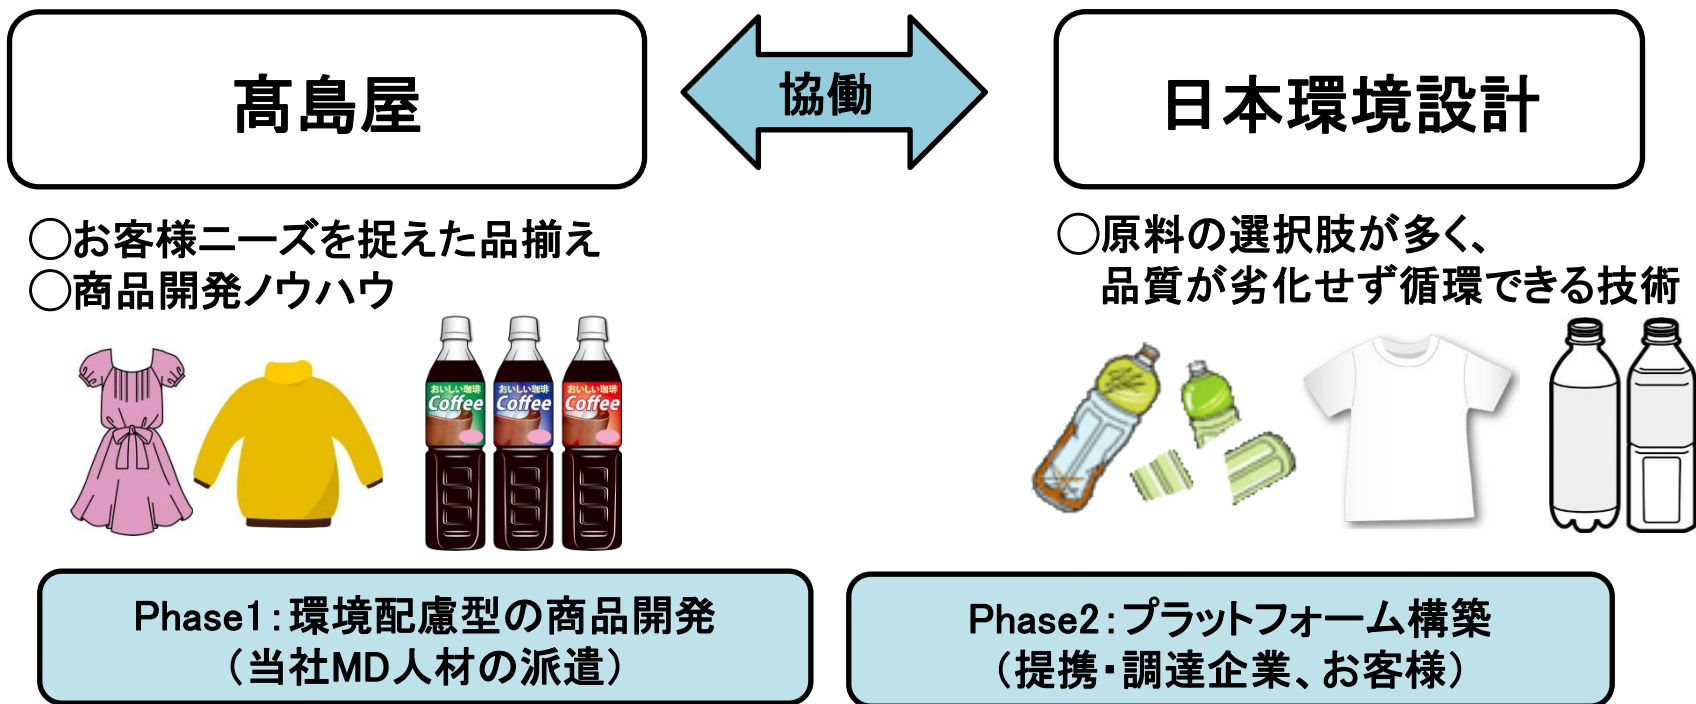 髙島屋
協働
日本環境設計
○お客様ニーズを捉えた品揃え
○商品開発ノウハウ
○原料の選択肢が多く、
品質が劣化せず循環できる技術
おいしい珈琲
Coffee
おいしい珈琲
Coffee
おいしい珈琲
Coffee
Phase1:環境配慮型の商品開発
(当社MD人材の派遣)
Phase2:プラットフォーム構築
(提携・調達企業、お客様)